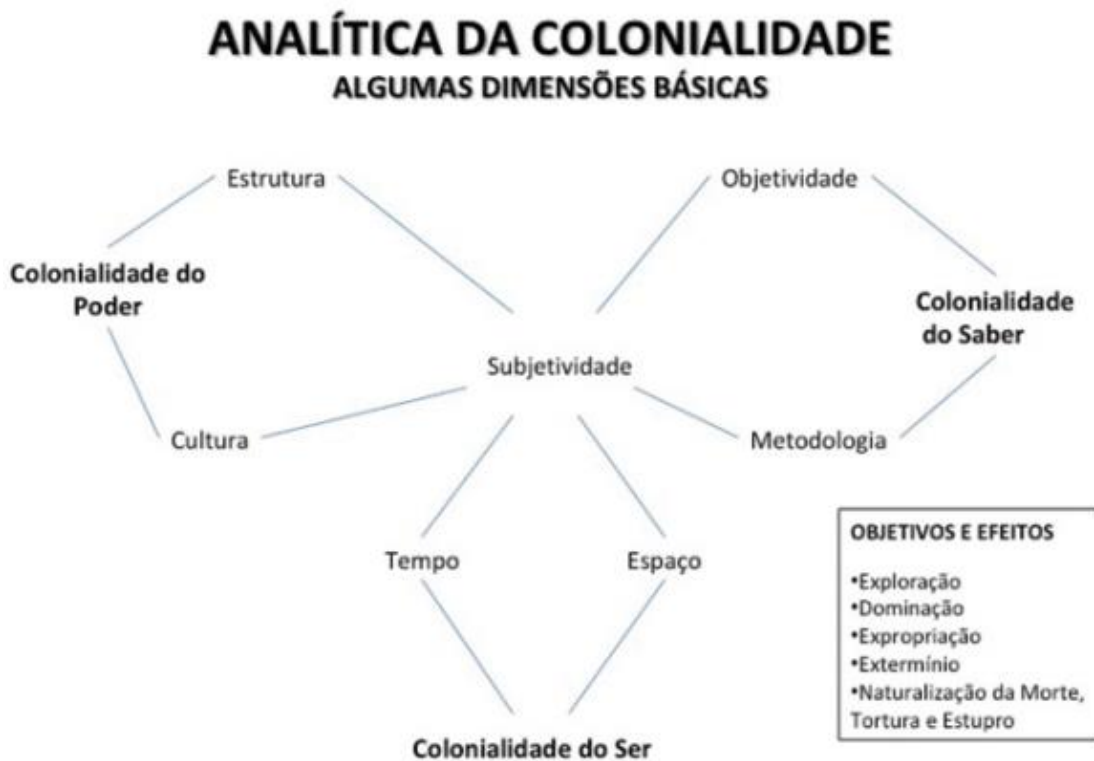 ANALÍTICA DA COLONIALIDADE
ALGUMAS DIMENSÕES BÁSICAS
Estrutura
Objetividade
Colonialidade do
Poder
Colonialidade
do Saber
Subjetividade
Cultura
Metodologia
Tempo
Espaço
Colonialidade do Ser
OBJETIVOS E EFEITOS
•Exploração
•Dominação
•Expropriação
•Extermínio
•Naturalização da Morte,
Tortura e Estupro